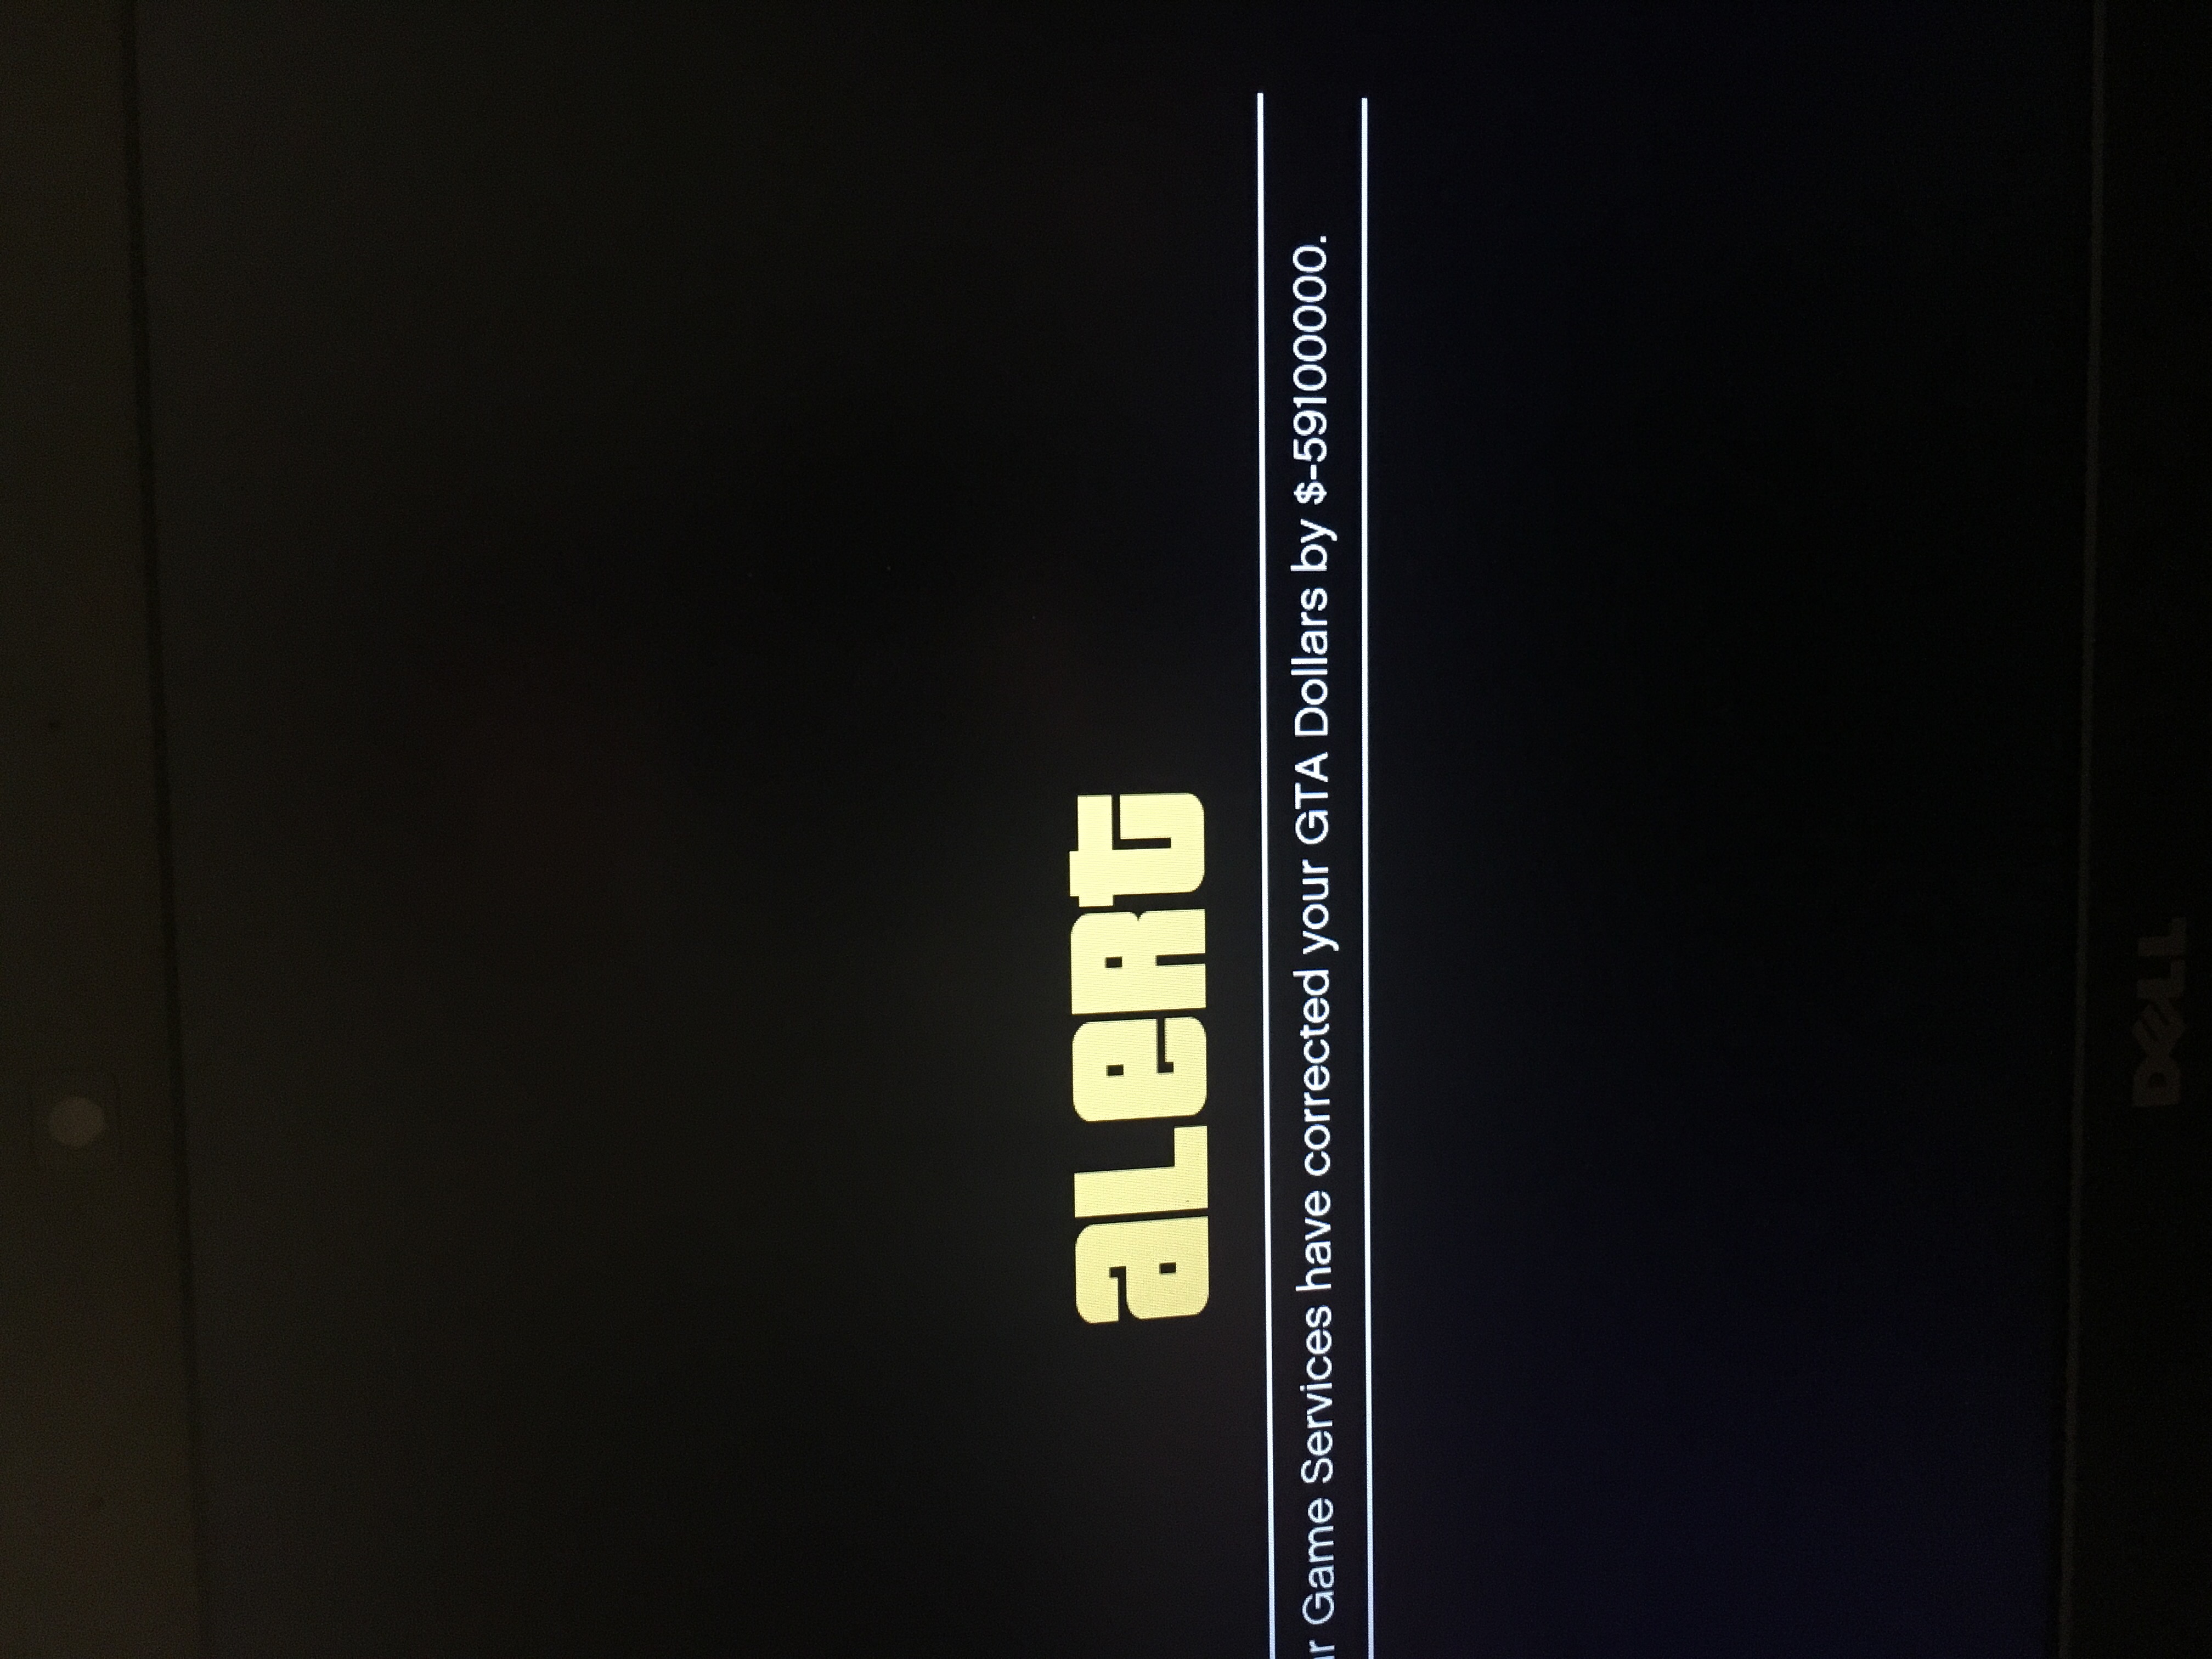 aLeRt
Game Services have corrected your GTA Dollars by $-59100000.
DELL